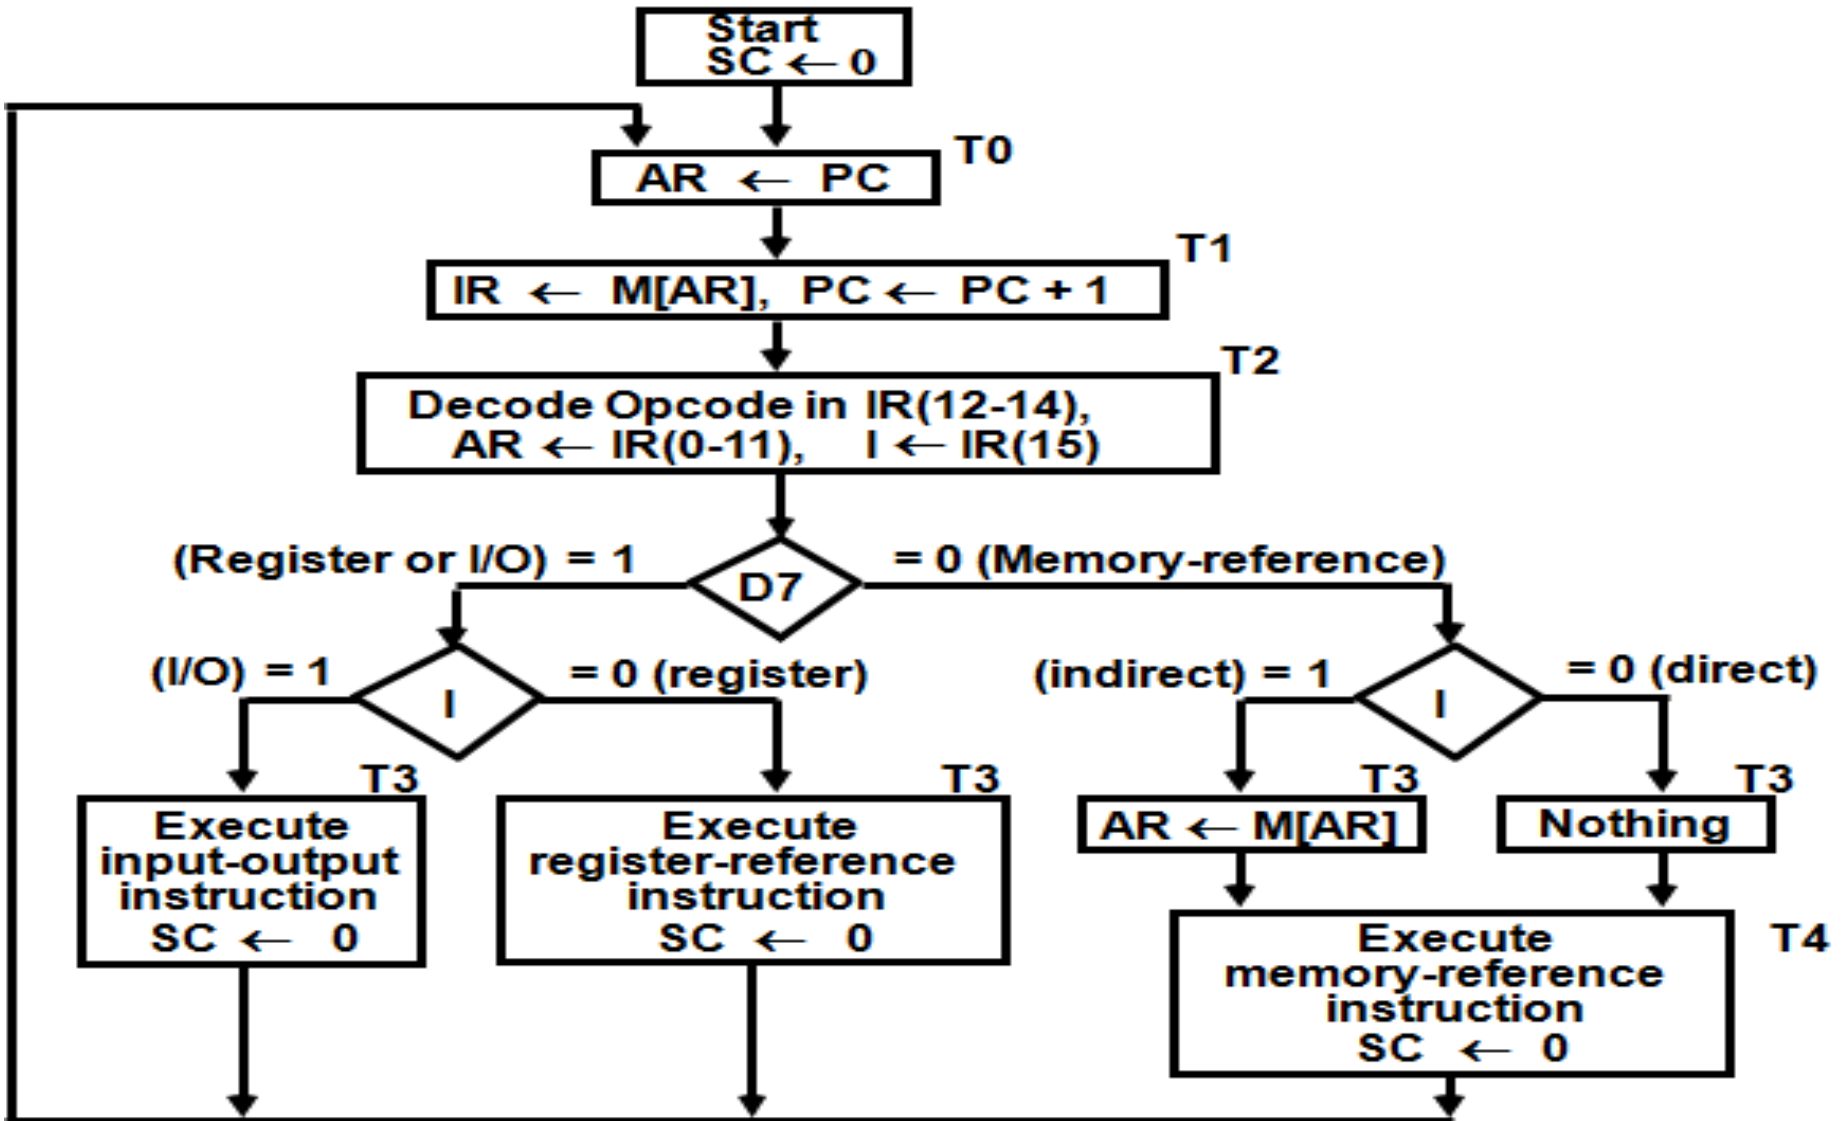 Start
SC ← 0
T0
AR ← PC
T1
IR ← M[AR], PC ← PC + 1
T2
Decode Opcode in IR(12-14),
AR ← IR(0-11), I ← IR(15)
(Register or I/O) = 1
D7
= 0 (Memory-reference)
(I/O) = 1
I
= 0 (register)
(indirect) = 1
I
= 0 (direct)
T3
Execute
input-output
instruction
SC ← 0
T3
Execute
register-reference
instruction
SC ← 0
T3
AR ← M[AR]
T3
Nothing
T4
Execute
memory-reference
instruction
SC ← 0